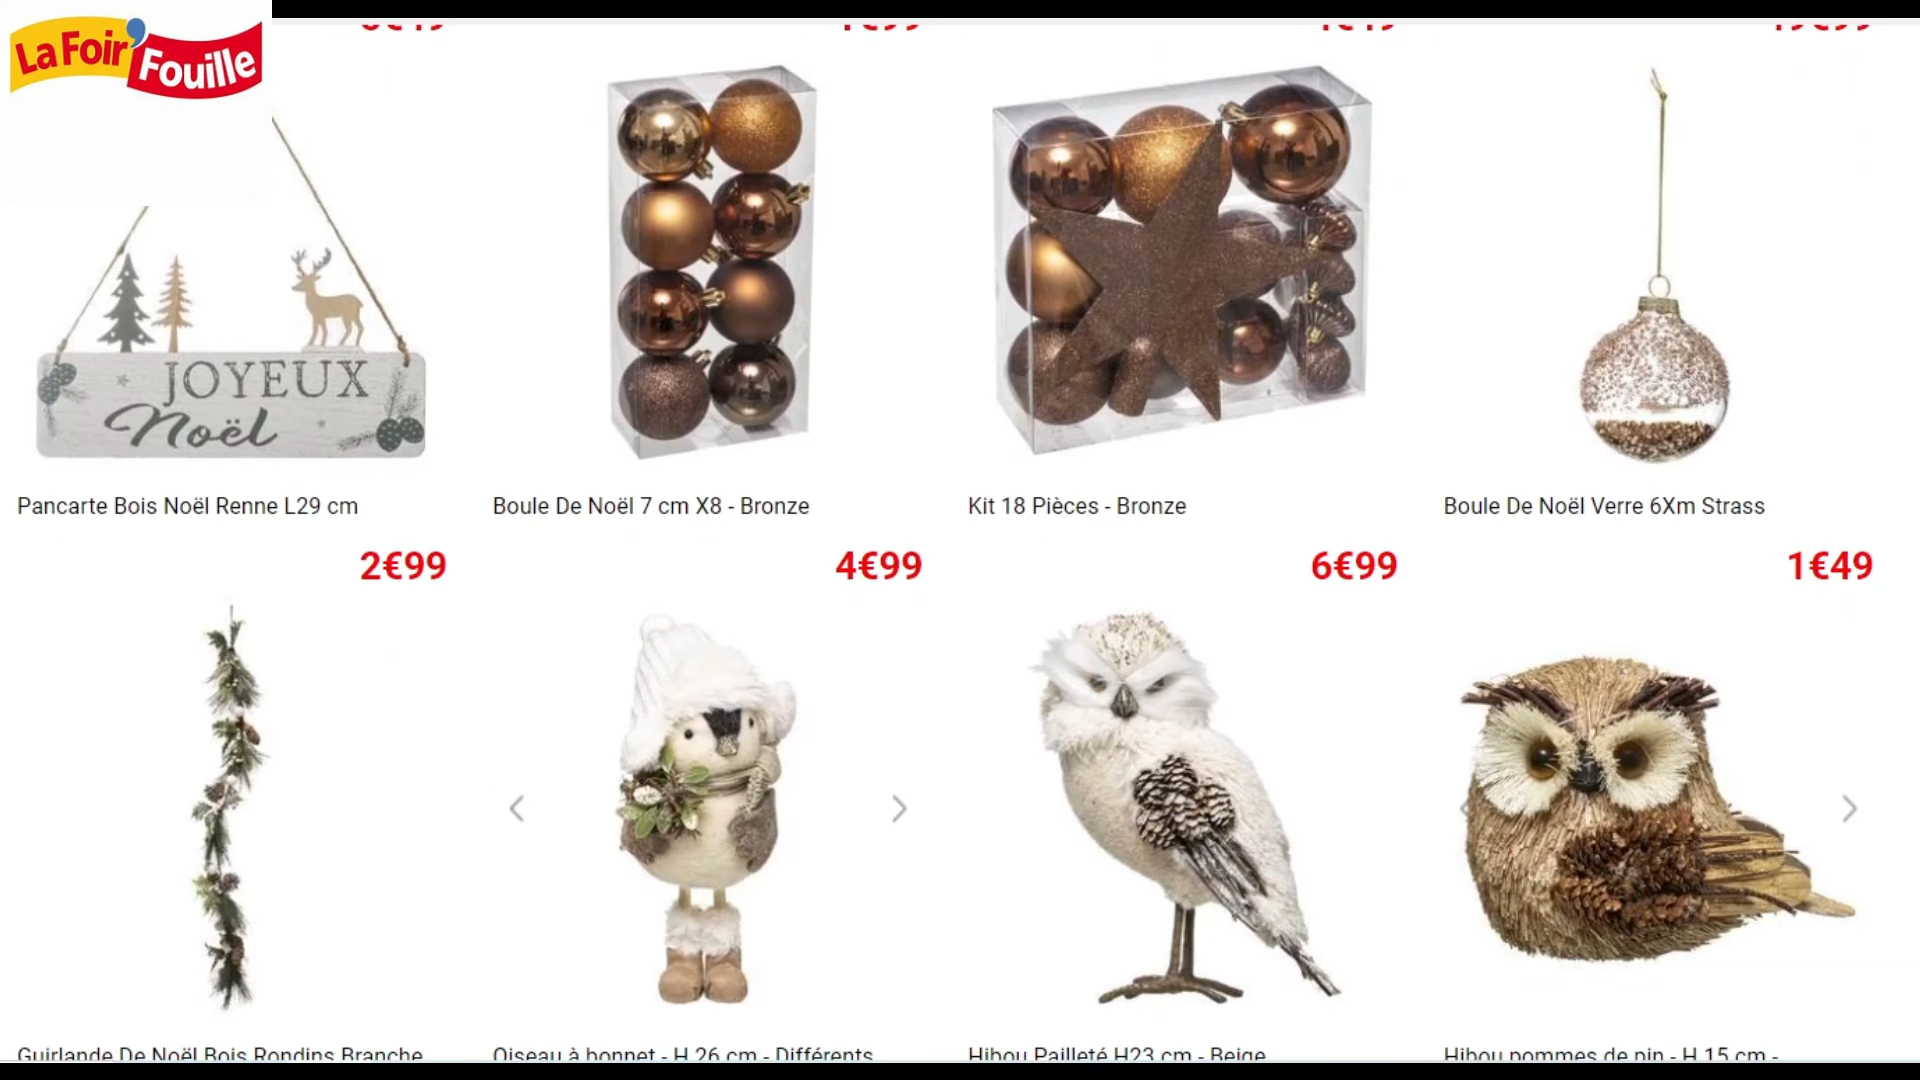 La Foir'Fouille
JOYEUX
Noël
Pancarte Bois Noël Renne L29 cm
Boule De Noël 7 cm X8 - Bronze
Kit 18 Pièces - Bronze
Boule De Noël Verre 6Xm Strass
2€99
4€99
6€99
1€49
Guirlande De Noël Bois Rondins Branche
Oiseau à bonnet - H 26 cm - Différents
Hibou Pailleté H23 cm - Beige
Hibou pommes de pin - H 15 cm -